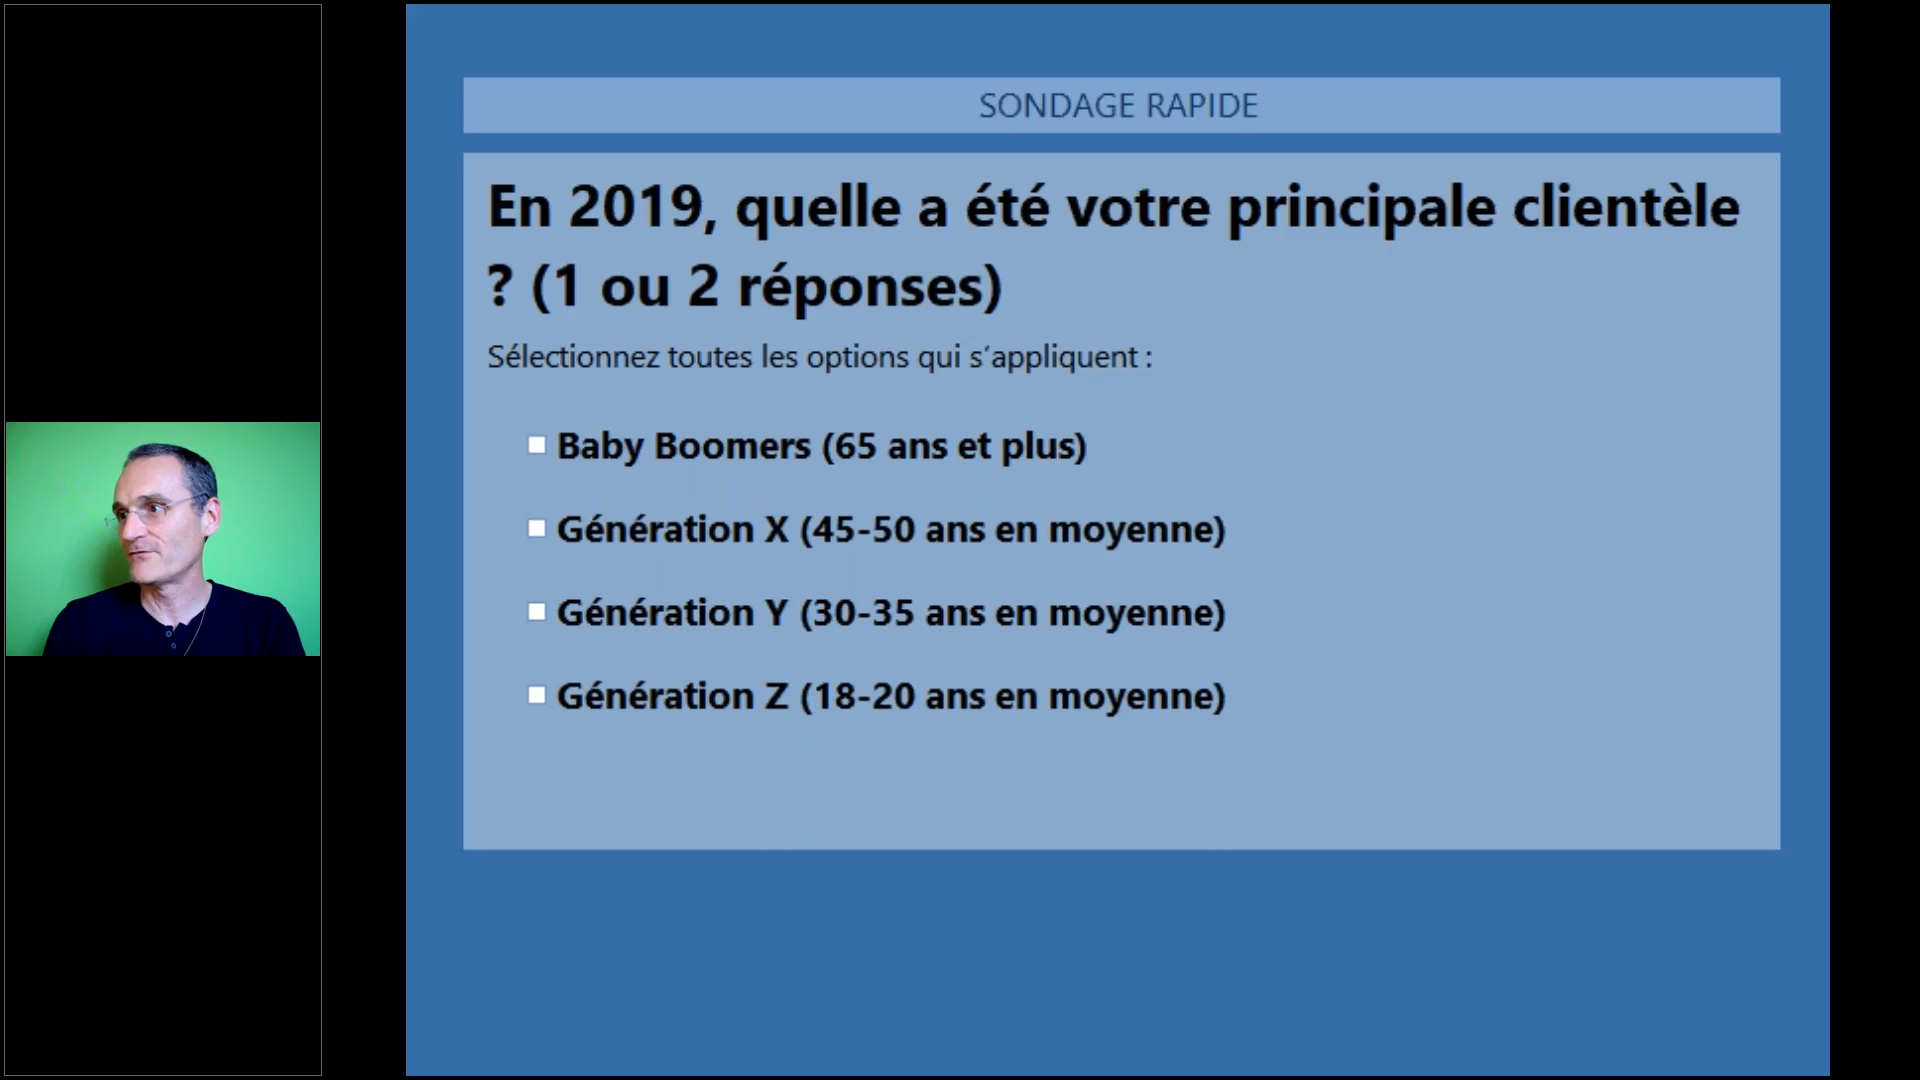 SONDAGE RAPIDE
En 2019, quelle a été votre principale clientèle
? (1 ou 2 réponses)
Sélectionnez toutes les options qui s’appliquent :
Baby Boomers (65 ans et plus)
Génération X (45-50 ans en moyenne)
Génération Y (30-35 ans en moyenne)
Génération Z (18-20 ans en moyenne)